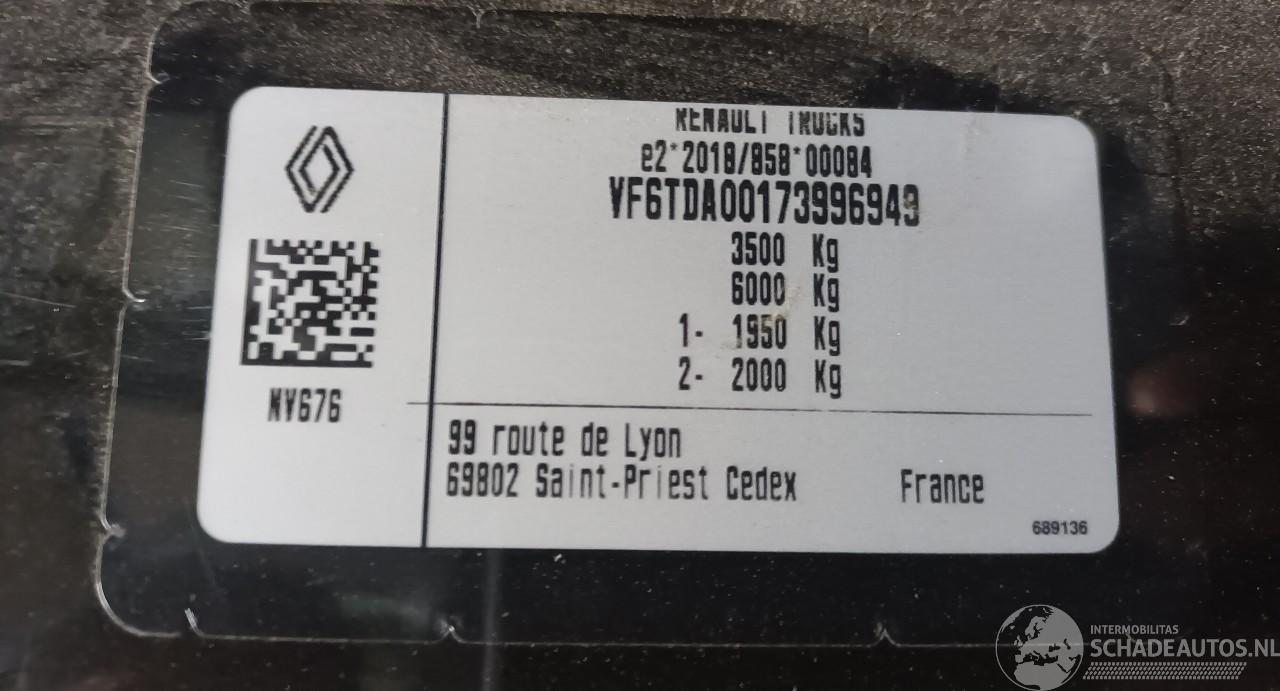 RENAULT TRUCKS
e2*2018/858*00084
VF6TDA00173996949
3500 Kg
6000 Kg
1- 1950 Kg
2- 2000 Kg
NV676
99 route de Lyon
69802 Saint-Priest Cedex France
689136
INTERMOBILITAS
SCHADEAUTOS.NL